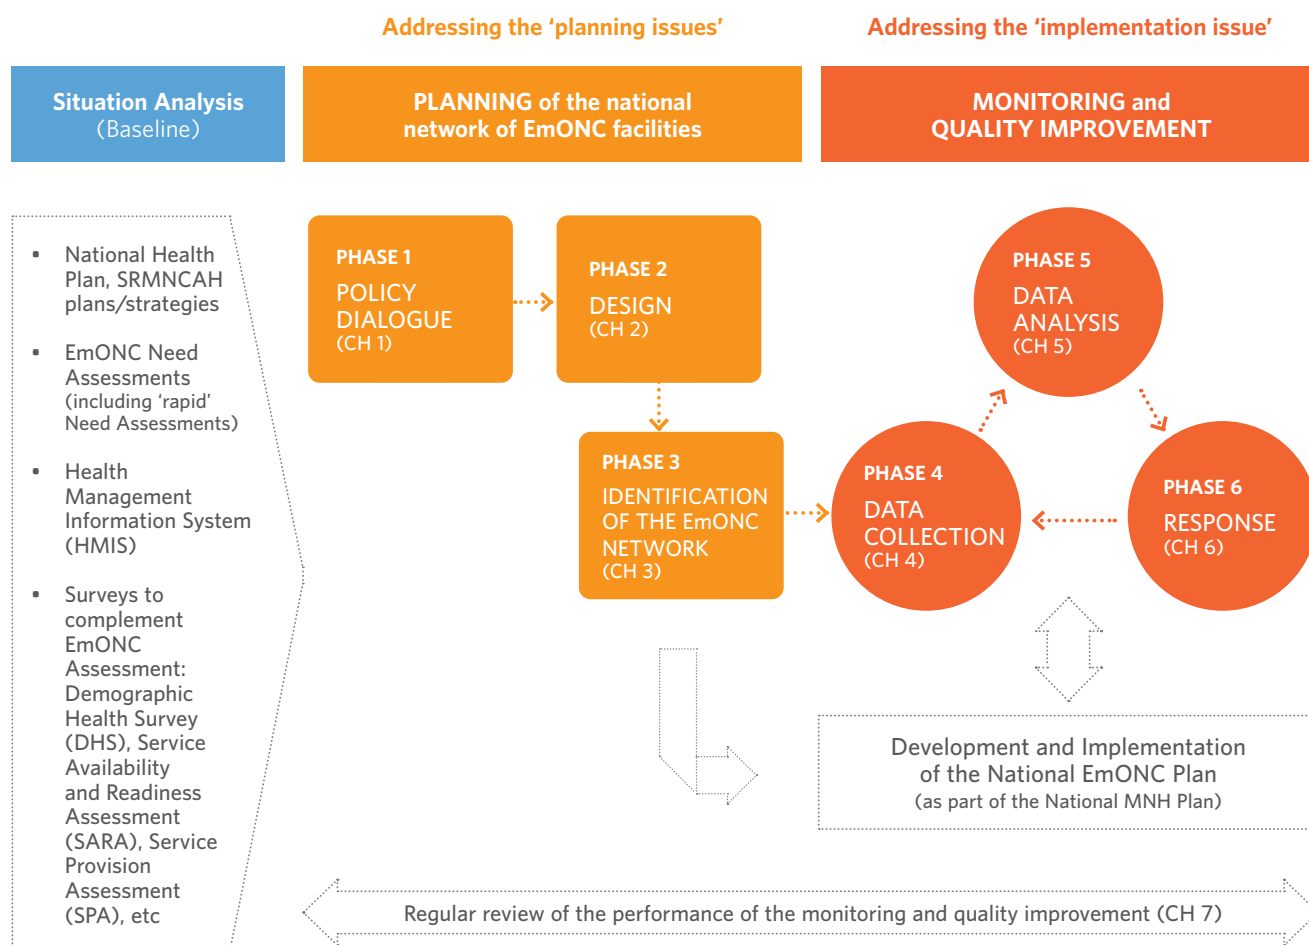 Addressing the ‘planning issues’
Addressing the ‘implementation issue’
Situation Analysis
(Baseline)
PLANNING of the national
network of EmONC facilities
MONITORING and
QUALITY IMPROVEMENT
▪ National Health
Plan, SRMNCAH
plans/strategies
▪ EmONC Need
Assessments
(including ‘rapid’
Need Assessments)
▪ Health
Management
Information System
(HMIS)
▪ Surveys to
complement
EmONC
Assessment:
Demographic
Health Survey
(DHS), Service
Availability
and Readiness
Assessment
(SARA), Service
Provision
Assessment
(SPA), etc
PHASE 1
POLICY
DIALOGUE
(CH 1)
PHASE 2
DESIGN
(CH 2)
PHASE 3
IDENTIFICATION
OF THE EmONC
NETWORK
(CH 3)
PHASE 4
DATA
COLLECTION
(CH 4)
PHASE 5
DATA
ANALYSIS
(CH 5)
PHASE 6
RESPONSE
(CH 6)
Development and Implementation
of the National EmONC Plan
(as part of the National MNH Plan)
Regular review of the performance of the monitoring and quality improvement (CH 7)